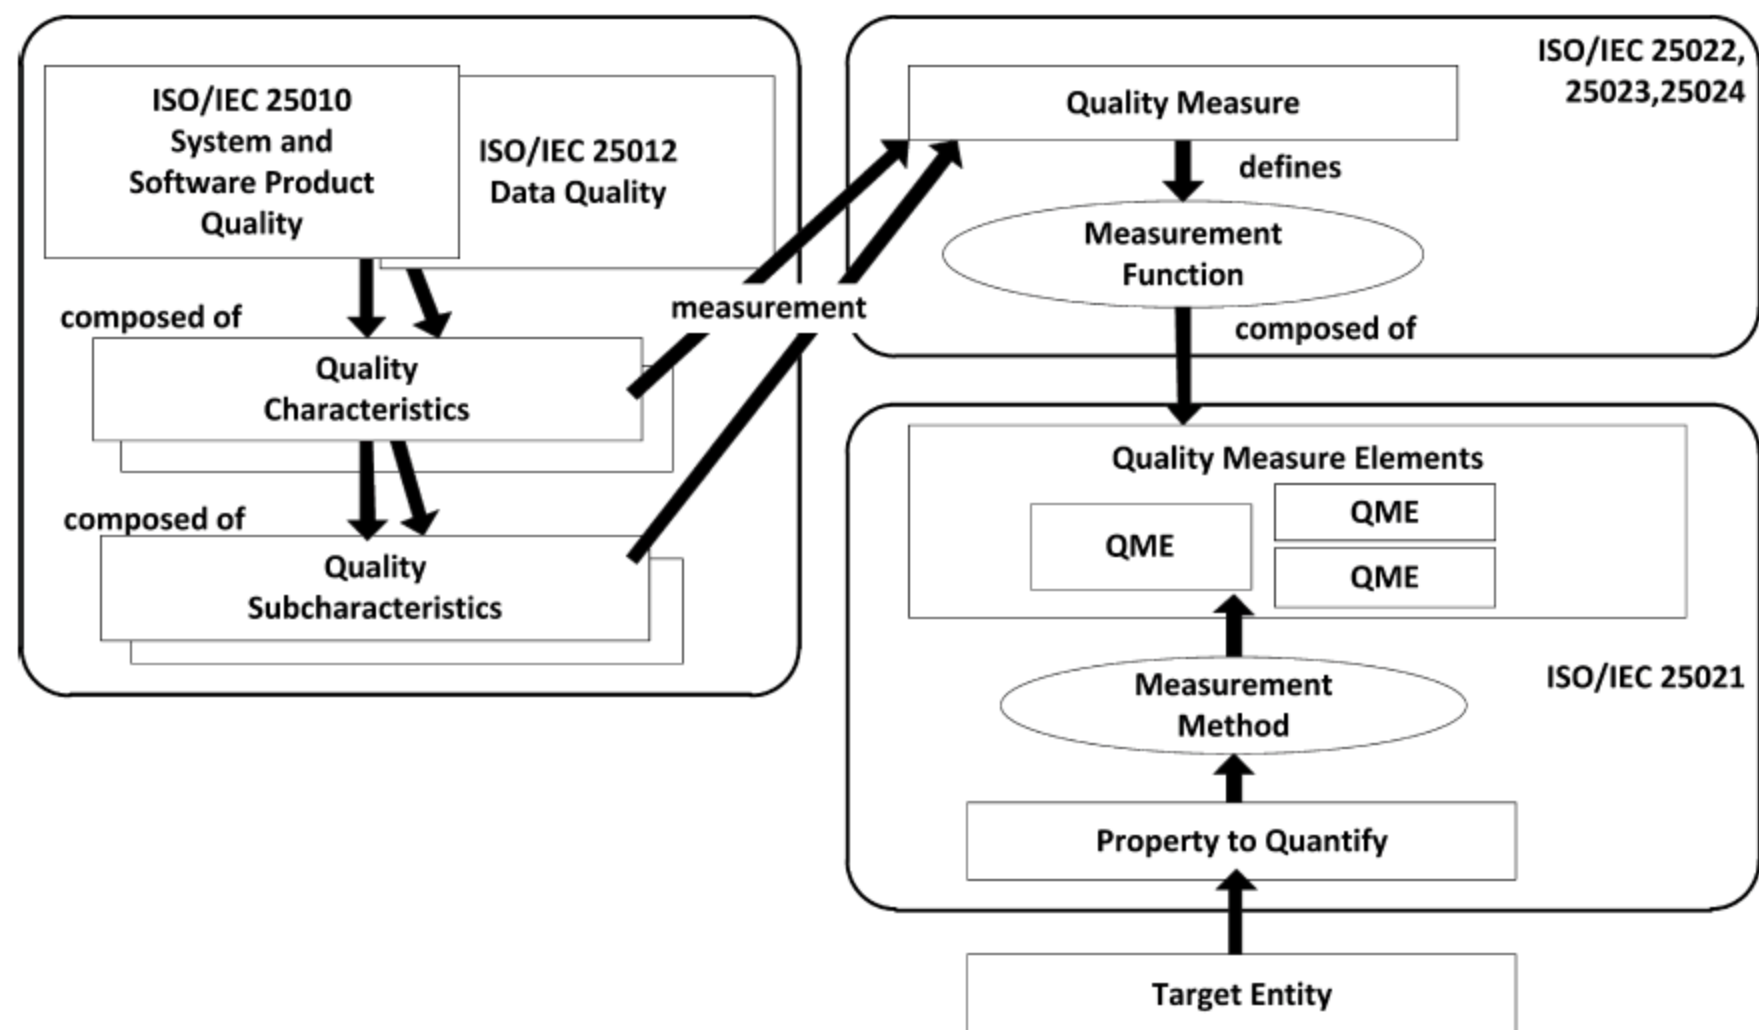 ISO/IEC 25010
System and
Software Product
Quality
ISO/IEC 25012
Data Quality
composed of
Quality
Characteristics
composed of
Quality
Subcharacteristics
measurement
ISO/IEC 25022,
25023,25024
Quality Measure
defines
Measurement
Function
composed of
Quality Measure Elements
QME
QME
QME
ISO/IEC 25021
Measurement
Method
Property to Quantify
Target Entity